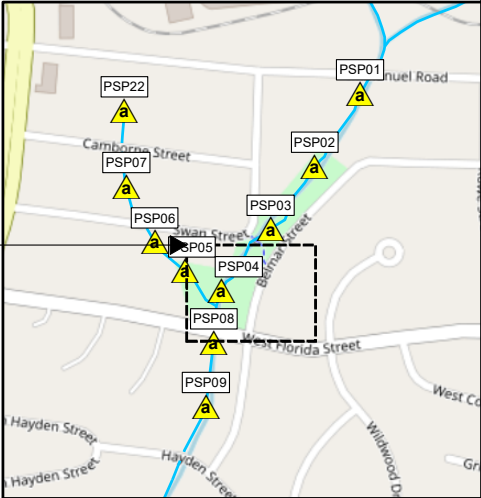 PSP01
nuel Road
PSP22
a
a
Camborne Street
PSP02
PSP07
a
a
PSP03
PSP06
Swan Street
a
a
PSP05
Belmar Street
a
PSP04
a
PSP08
a
West Florida Street
PSP09
West Co
a
Hayden Street
Wildwood D
Hayden Street
Hayden Street
Gr